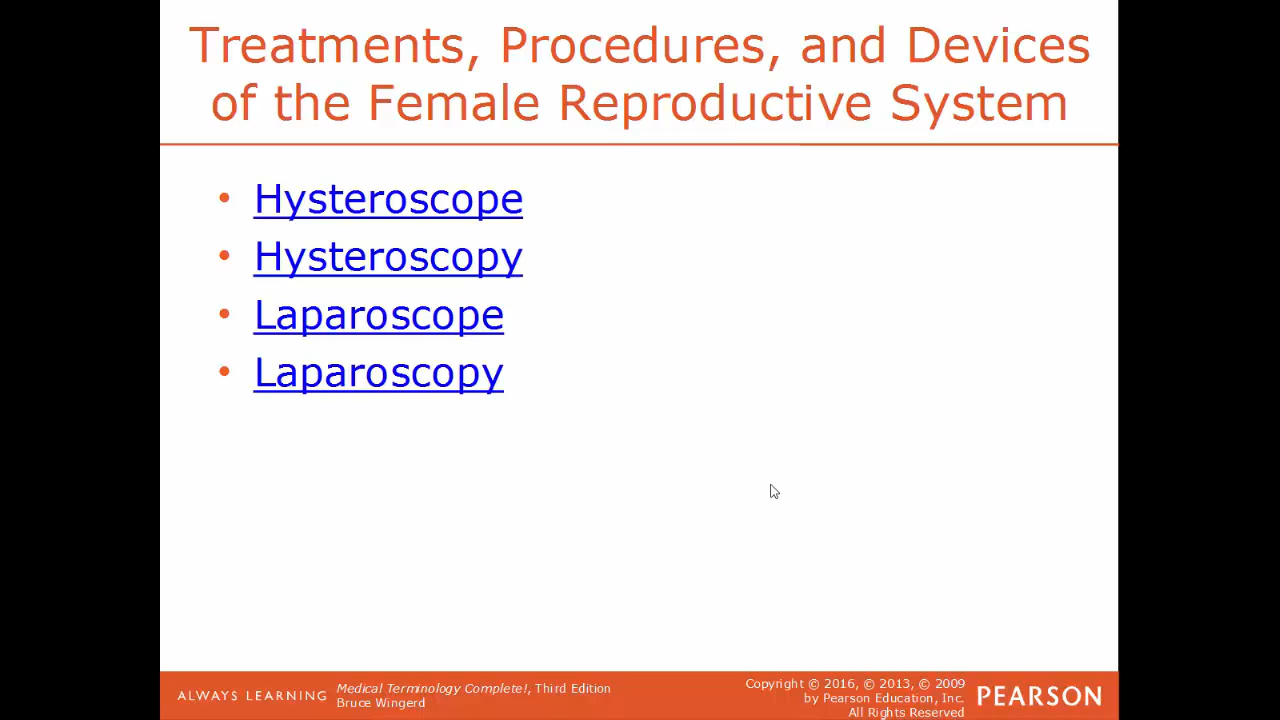 Treatments, Procedures, and Devices
of the Female Reproductive System
• Hysteroscope
• Hysteroscopy
• Laparoscope
• Laparoscopy
ALWAYS LEARNING
Medical Terminology Complete!, Third Edition
Bruce Wingerd
Copyright © 2016, © 2013, © 2009
by Pearson Education, Inc.
All Rights Reserved
PEARSON